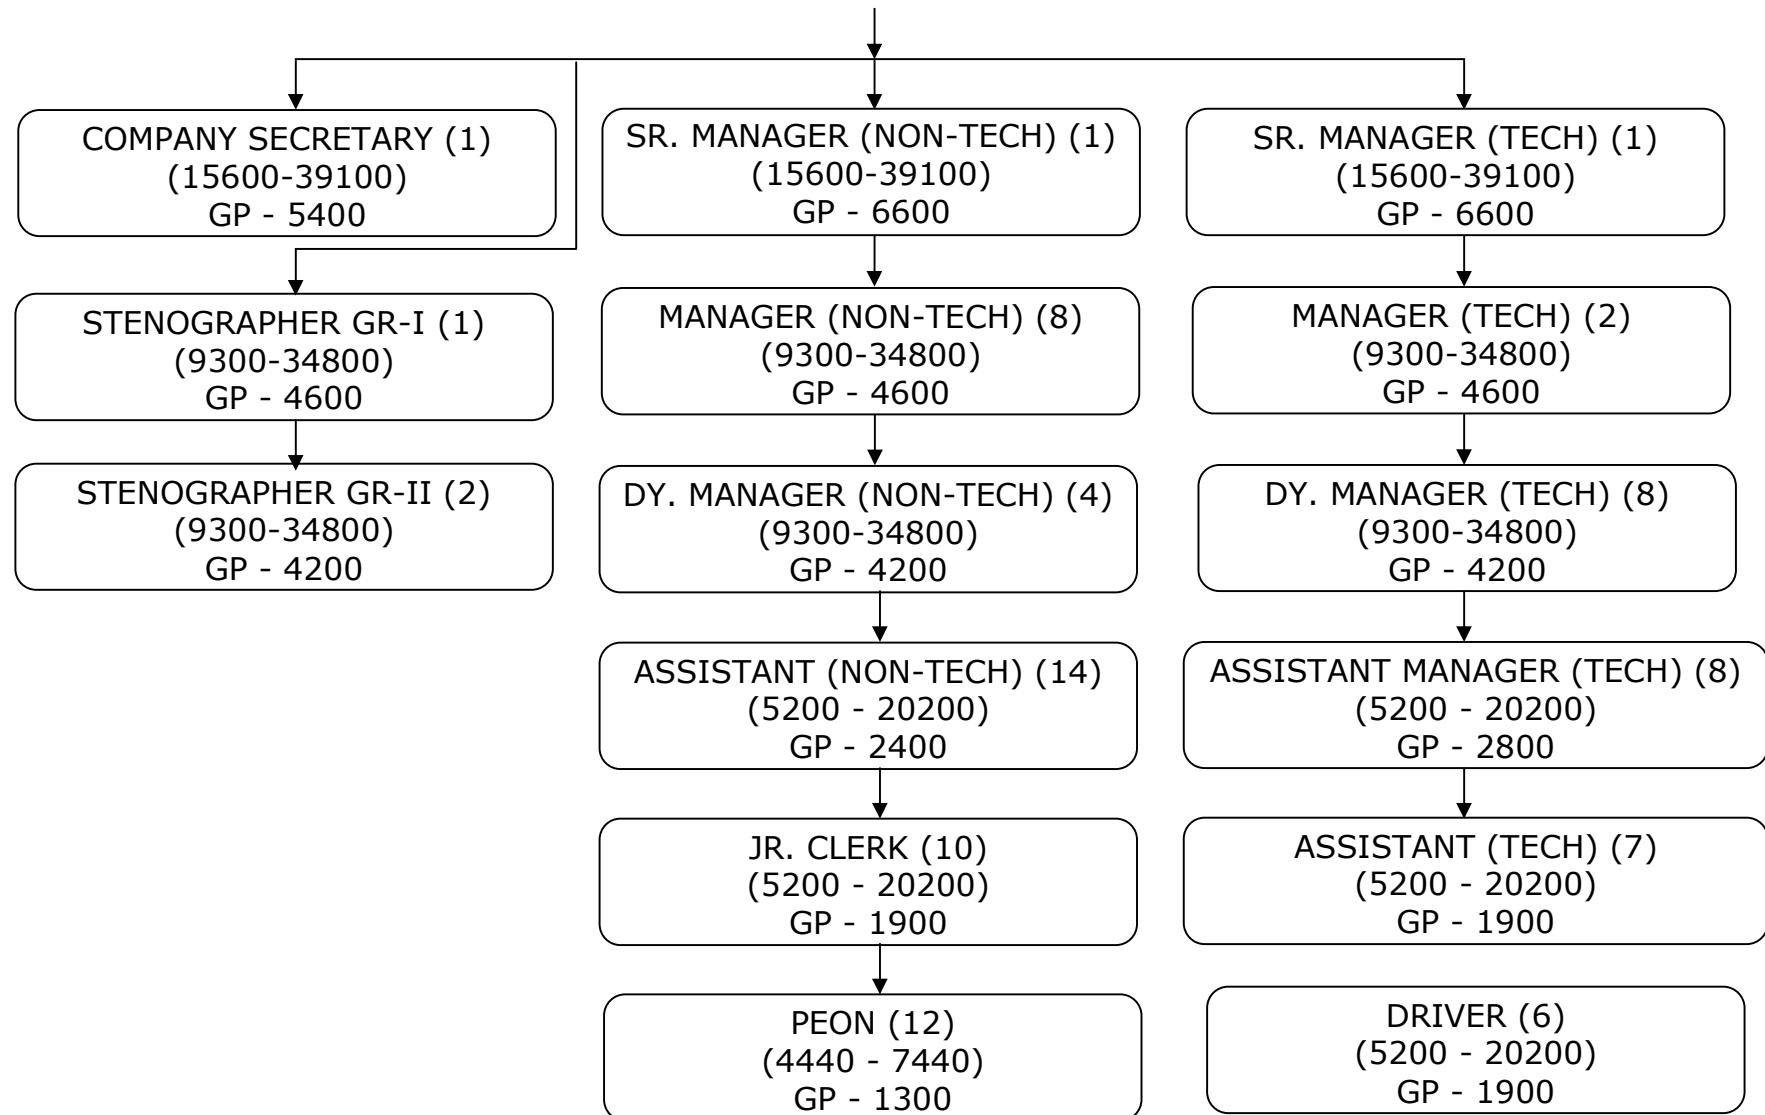 COMPANY SECRETARY (1)
(15600-39100)
GP - 5400
SR. MANAGER (NON-TECH) (1)
(15600-39100)
GP - 6600
SR. MANAGER (TECH) (1)
(15600-39100)
GP - 6600
STENOGRAPHER GR-I (1)
(9300-34800)
GP - 4600
MANAGER (NON-TECH) (8)
(9300-34800)
GP - 4600
MANAGER (TECH) (2)
(9300-34800)
GP - 4600
STENOGRAPHER GR-II (2)
(9300-34800)
GP - 4200
DY. MANAGER (NON-TECH) (4)
(9300-34800)
GP - 4200
DY. MANAGER (TECH) (8)
(9300-34800)
GP - 4200
ASSISTANT (NON-TECH) (14)
(5200 - 20200)
GP - 2400
ASSISTANT MANAGER (TECH) (8)
(5200 - 20200)
GP - 2800
JR. CLERK (10)
(5200 - 20200)
GP - 1900
ASSISTANT (TECH) (7)
(5200 - 20200)
GP - 1900
PEON (12)
(4440 - 7440)
GP - 1300
DRIVER (6)
(5200 - 20200)
GP - 1900